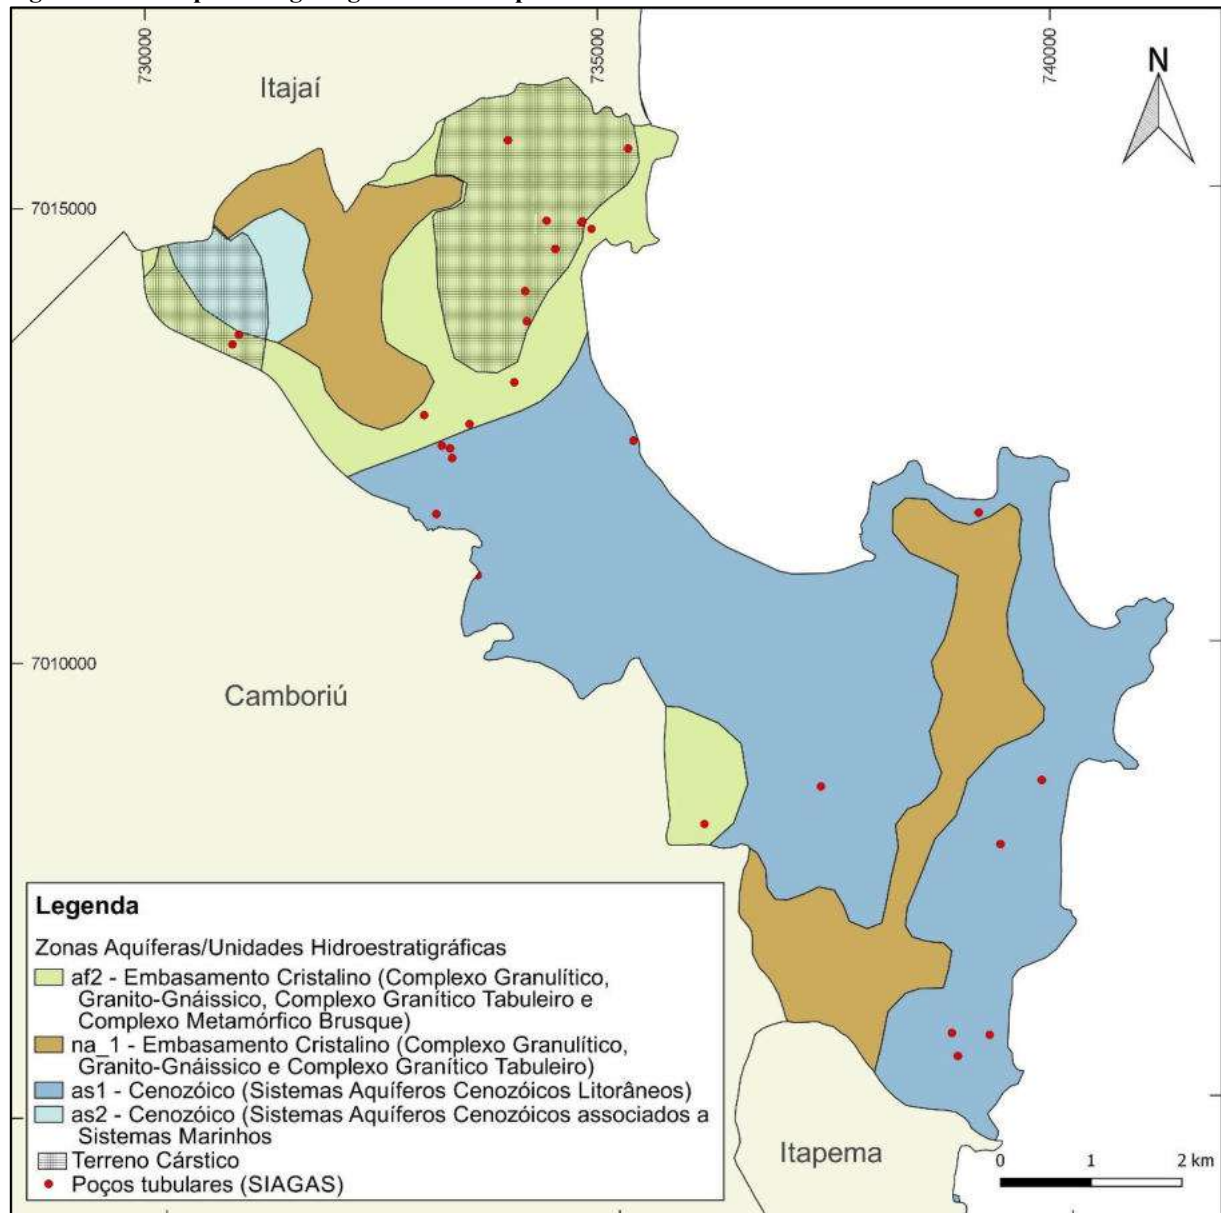 730000
735000
740000
N
Itajaí
7015000
7010000
Camboriú
Itapema
Legenda
Zonas Aquíferas/Unidades Hidroestratigráficas
af2 - Embasamento Cristalino (Complexo Granulítico,
Granito-Gnáissico, Complexo Granítico Tabuleiro e
Complexo Metamórfico Brusque)
na_1 - Embasamento Cristalino (Complexo Granulítico,
Granito-Gnáissico e Complexo Granítico Tabuleiro)
as1 - Cenozóico (Sistemas Aquíferos Cenozóicos Litorâneos)
as2 - Cenozóico (Sistemas Aquíferos Cenozóicos associados a
Sistemas Marinhos
Terreno Cárstico
Poços tubulares (SIAGAS)
0 1 2 km